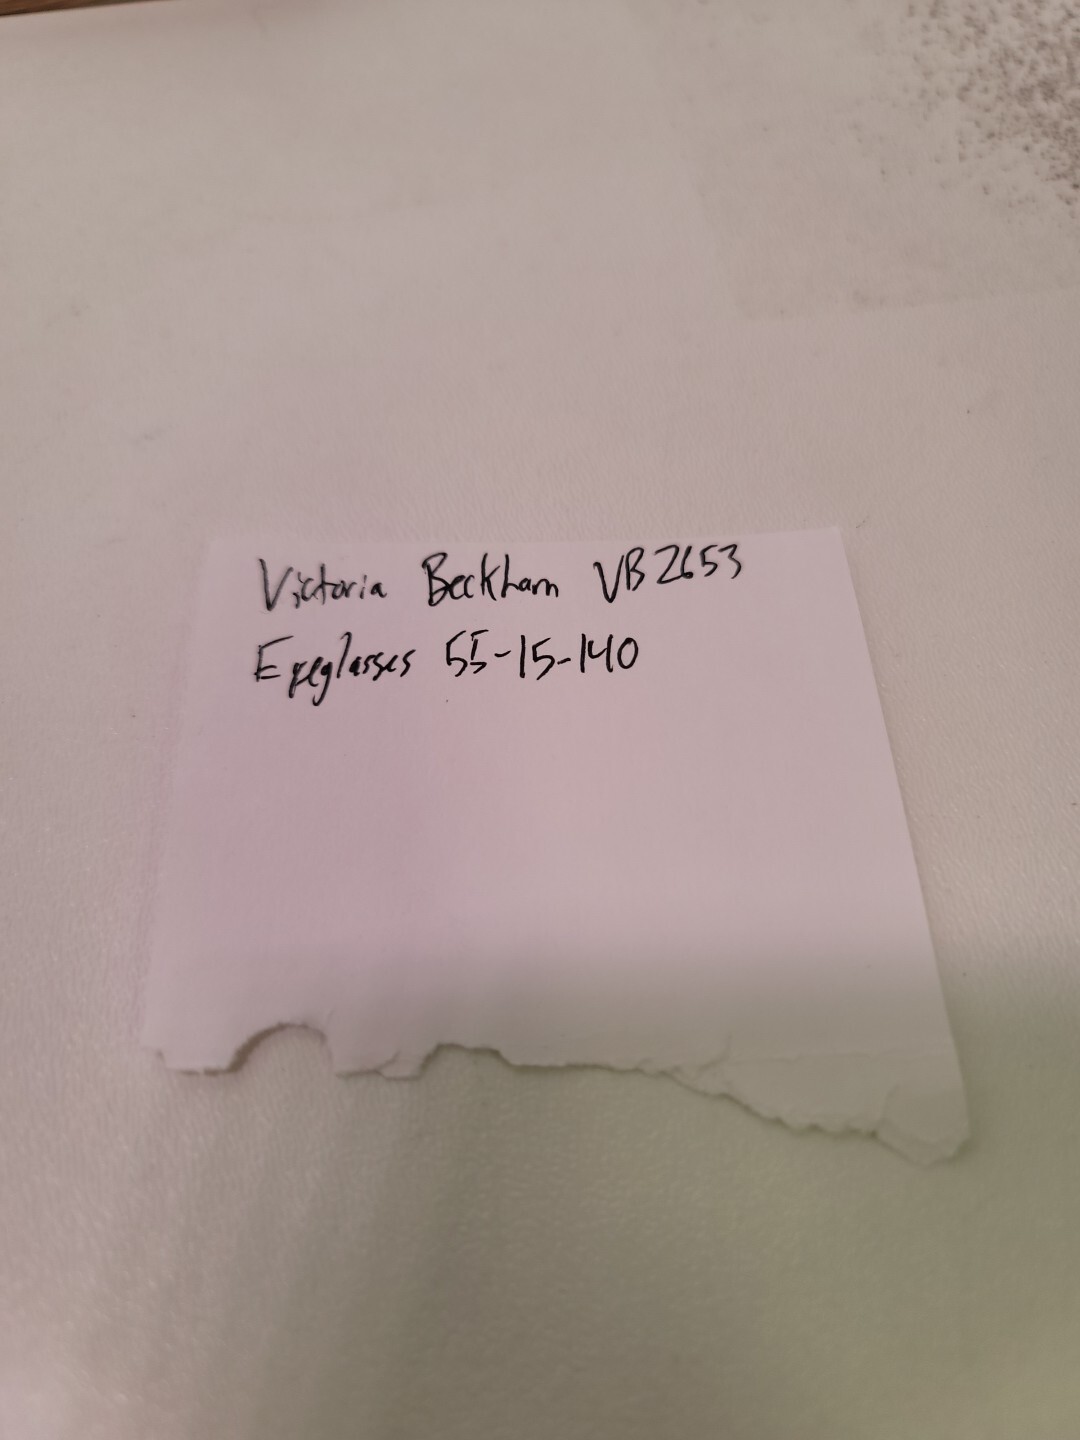 Victoria Beckham VB2653
Eyeglasses 55-15-140